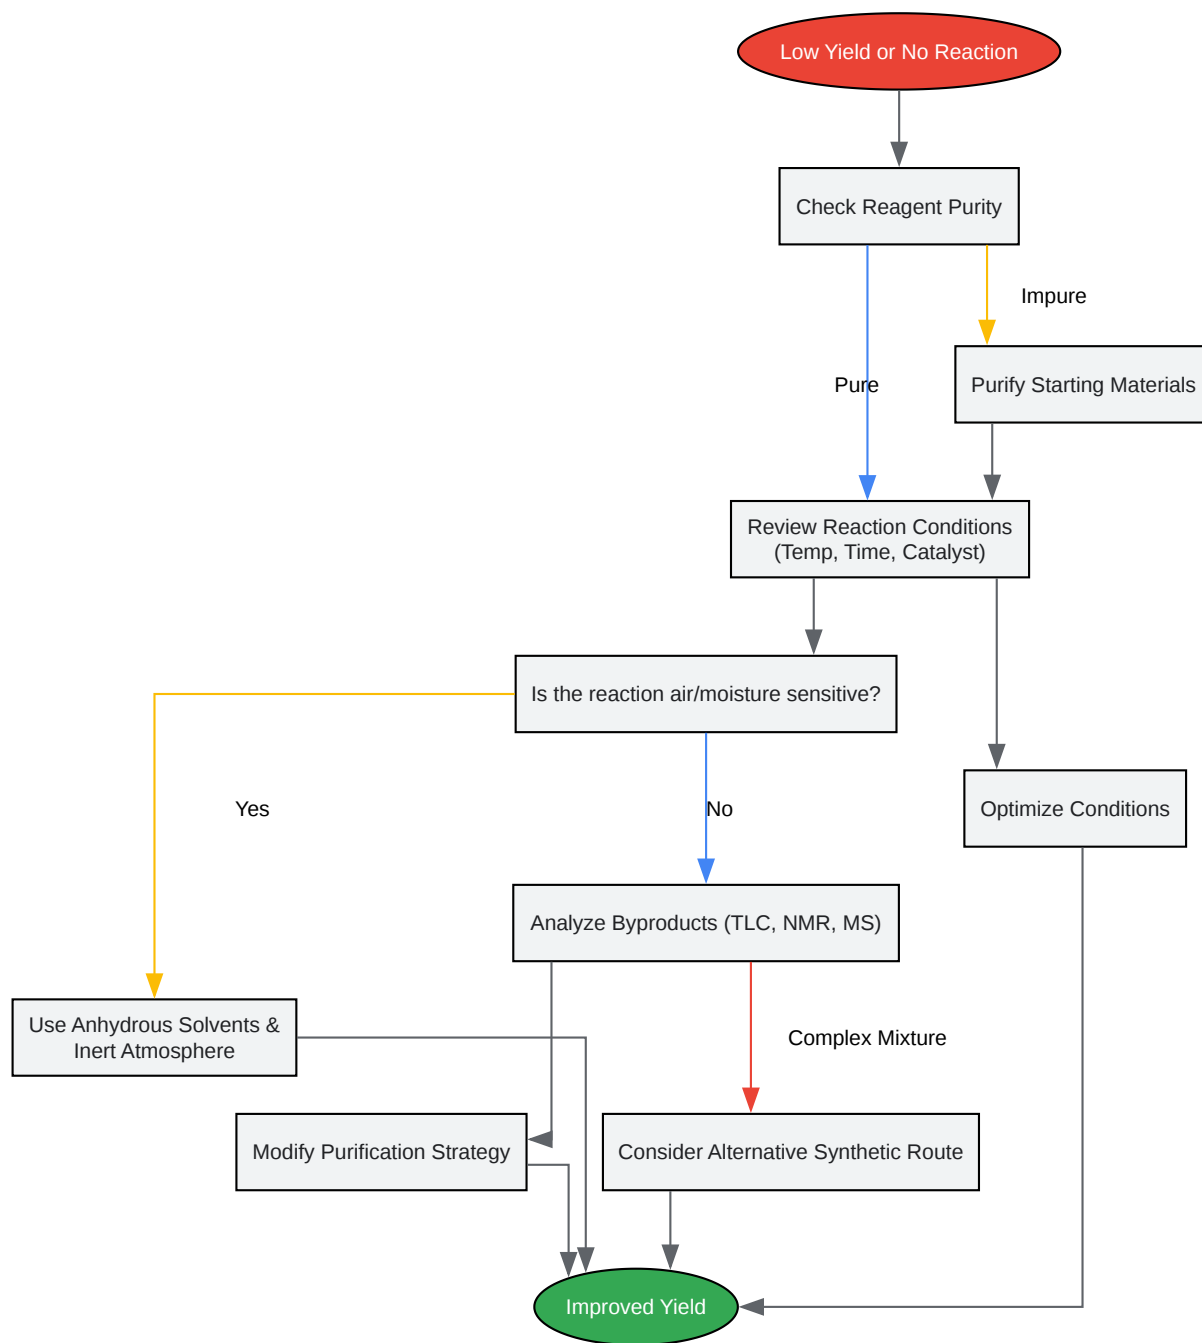 Low Yield or No Reaction
Check Reagent Purity
Impure
Pure
Purify Starting Materials
Review Reaction Conditions
(Temp, Time, Catalyst)
Is the reaction air/moisture sensitive?
Yes
No
Optimize Conditions
Analyze Byproducts (TLC, NMR, MS)
Use Anhydrous Solvents &
Inert Atmosphere
Complex Mixture
Modify Purification Strategy
Consider Alternative Synthetic Route
Improved Yield